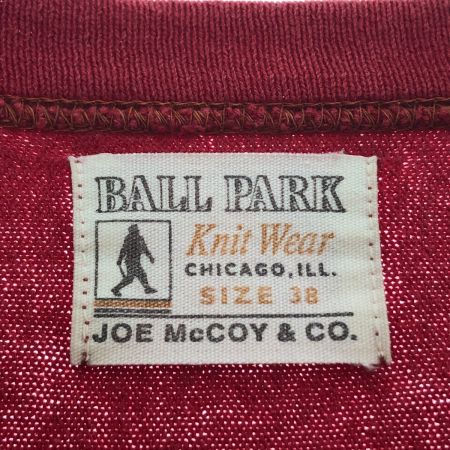 BALL PARK
Knit Wear
CHICAGO, ILL.
SIZE 38
JOE McCOY & CO.